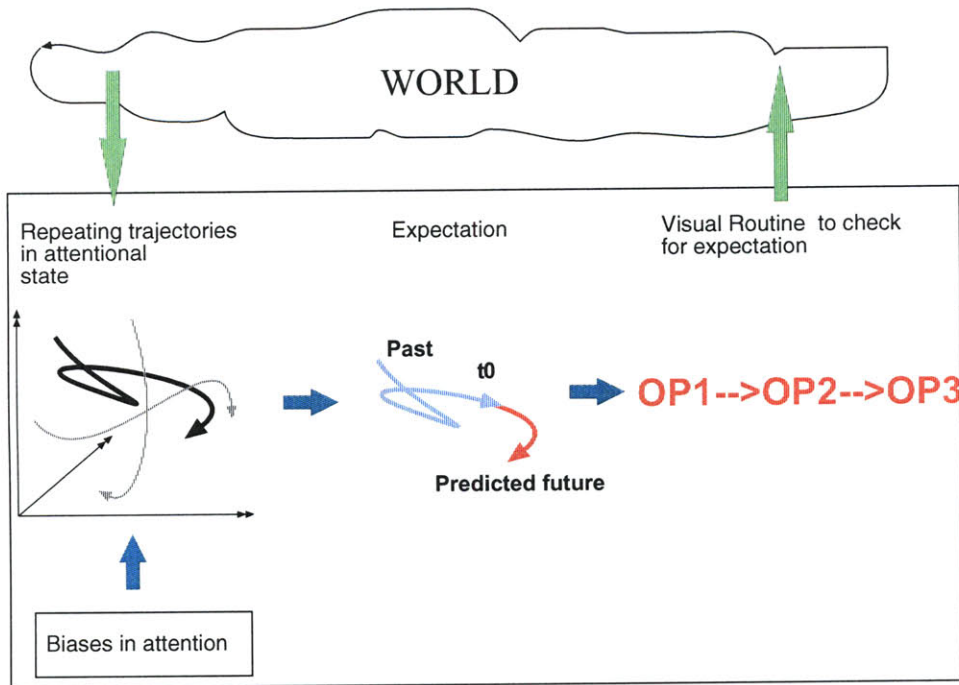 WORLD
Repeating trajectories
in attentional
state
Expectation
Visual Routine to check
for expectation
Past
t0
Predicted future
OP1-->OP2-->OP3
Biases in attention